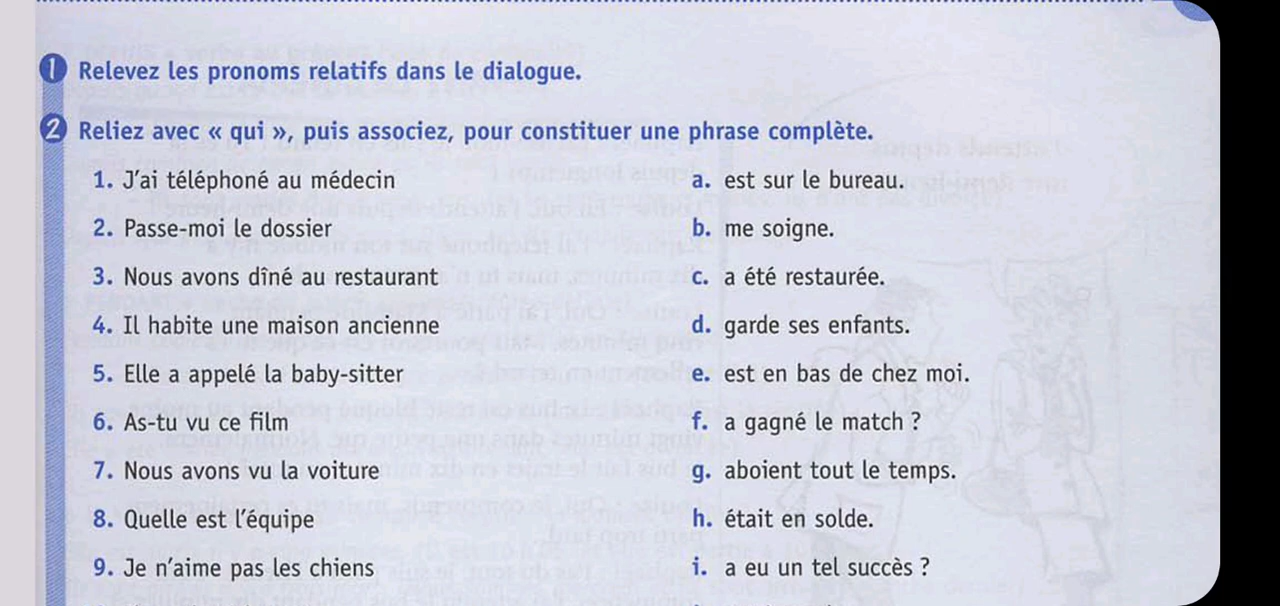 1 Relevez les pronoms relatifs dans le dialogue.
2 Reliez avec « qui », puis associez, pour constituer une phrase complète.
1. J'ai téléphoné au médecin a. est sur le bureau.
2. Passe-moi le dossier b. me soigne.
3. Nous avons dîné au restaurant c. a été restaurée.
4. Il habite une maison ancienne d. garde ses enfants.
5. Elle a appelé la baby-sitter e. est en bas de chez moi.
6. As-tu vu ce film f. a gagné le match ?
7. Nous avons vu la voiture g. aboient tout le temps.
8. Quelle est l'équipe h. était en solde.
9. Je n'aime pas les chiens i. a eu un tel succès ?